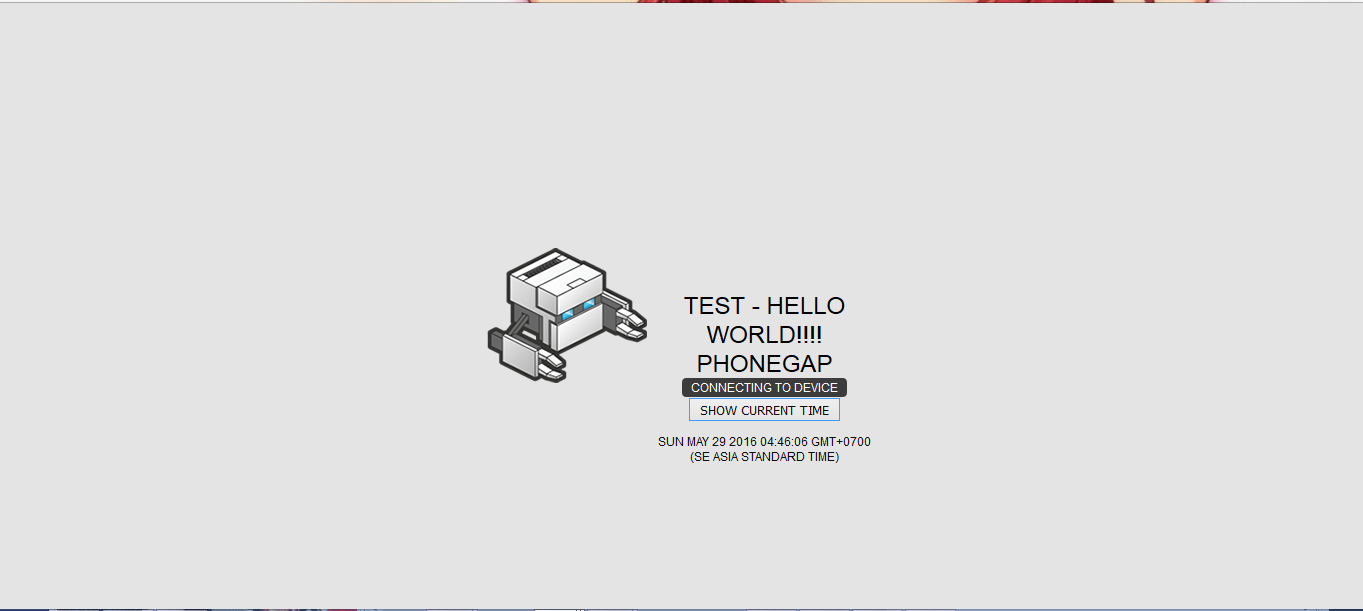 TEST - HELLO
WORLD!!!!
PHONEGAP
CONNECTING TO DEVICE
SHOW CURRENT TIME
SUN MAY 29 2016 04:46:06 GMT+0700
(SE ASIA STANDARD TIME)